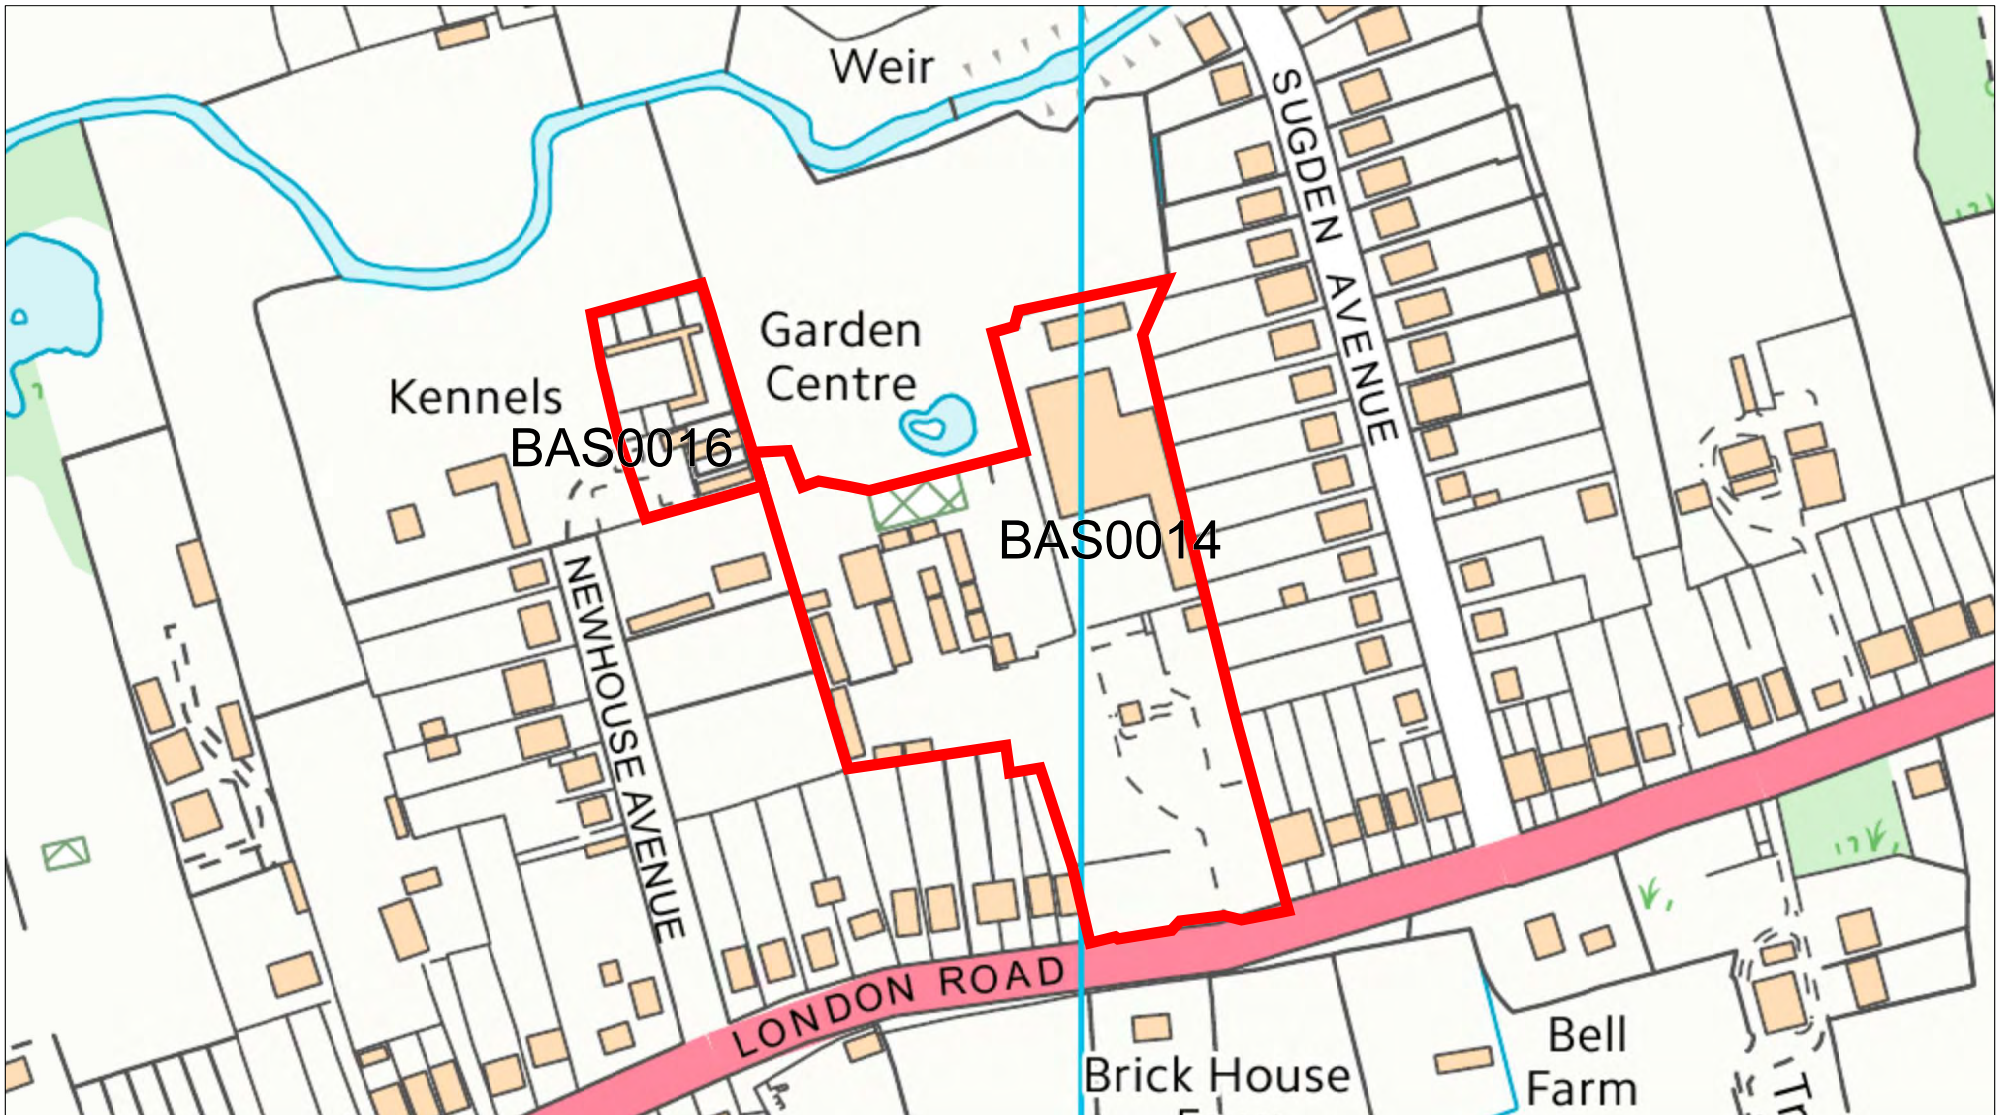 Weir
SUGDEN AVENUE
Garden
Centre
Kennels
BAS0016
BAS0014
NEWHOUSE AVENUE
LONDON ROAD
Brick House
Bell
Farm